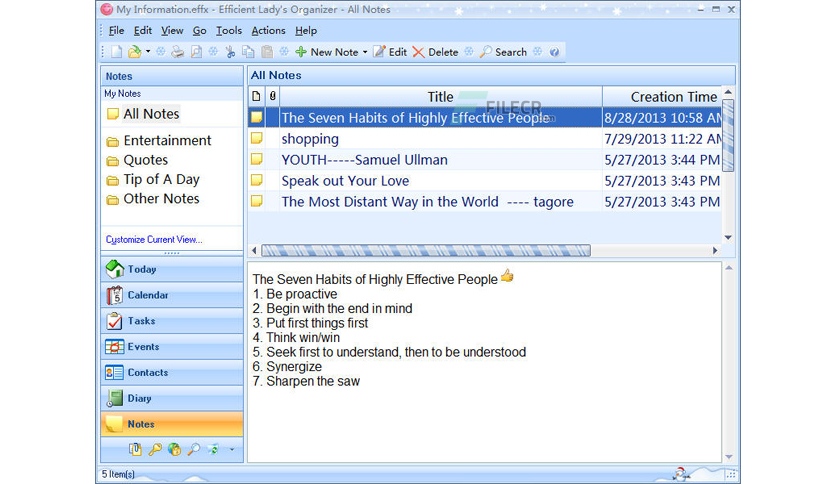 My Information.effx - Efficient Lady's Organizer - All Notes
File Edit View Go Tools Actions Help
New Note Edit Delete Search
Notes
My Notes
All Notes
Entertainment
Quotes
Tip of A Day
Other Notes
Customize Current View...
Today
Calendar
Tasks
Events
Contacts
Diary
Notes
All Notes
Title Creation Time
The Seven Habits of Highly Effective People 8/28/2013 10:58 AM
FILECR
shopping 7/29/2013 11:22 AM
YOUTH-----Samuel Ullman 5/27/2013 3:44 PM
Speak out Your Love 5/27/2013 3:43 PM
The Most Distant Way in the World ---- tagore 5/27/2013 3:43 PM
The Seven Habits of Highly Effective People
1. Be proactive
2. Begin with the end in mind
3. Put first things first
4. Think win/win
5. Seek first to understand, then to be understood
6. Synergize
7. Sharpen the saw
5 Item(s)